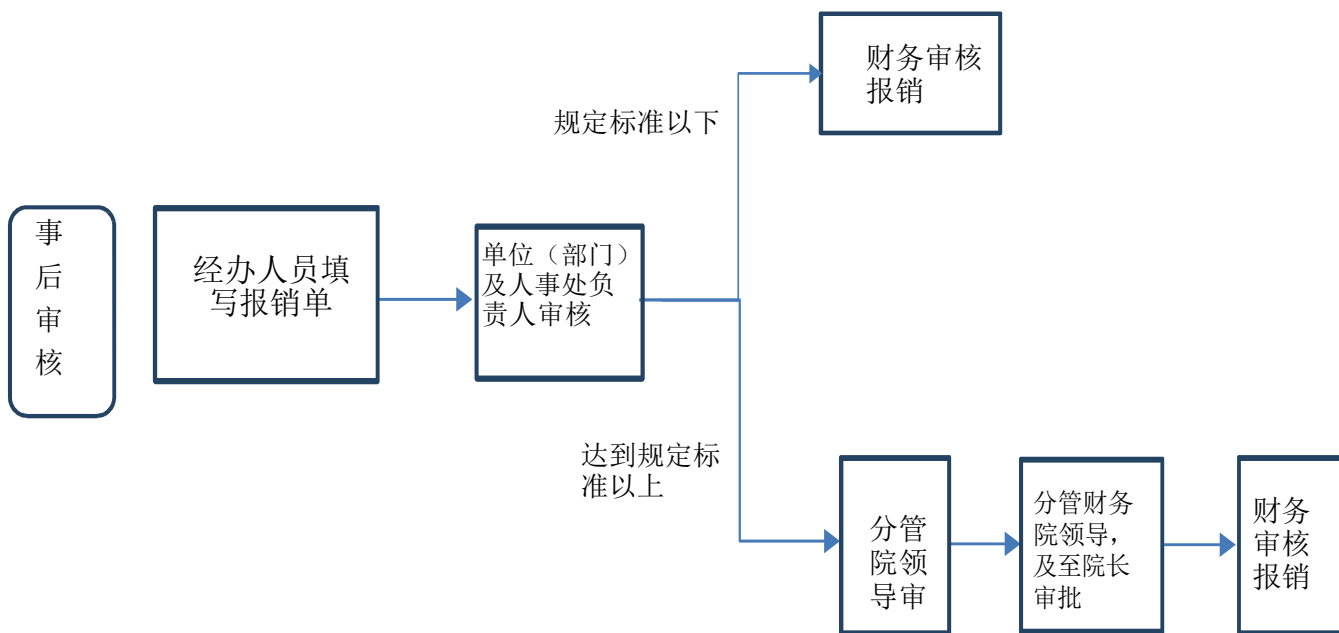 事
后
审
核
经办人员填
写报销单
单位（部门）
及人事处负
责人审核
规定标准以下
财务审核
报销
达到规定标
准以上
分管
院领
导审
分管财务
院领导，
及至院长
审批
财务
审核
报销